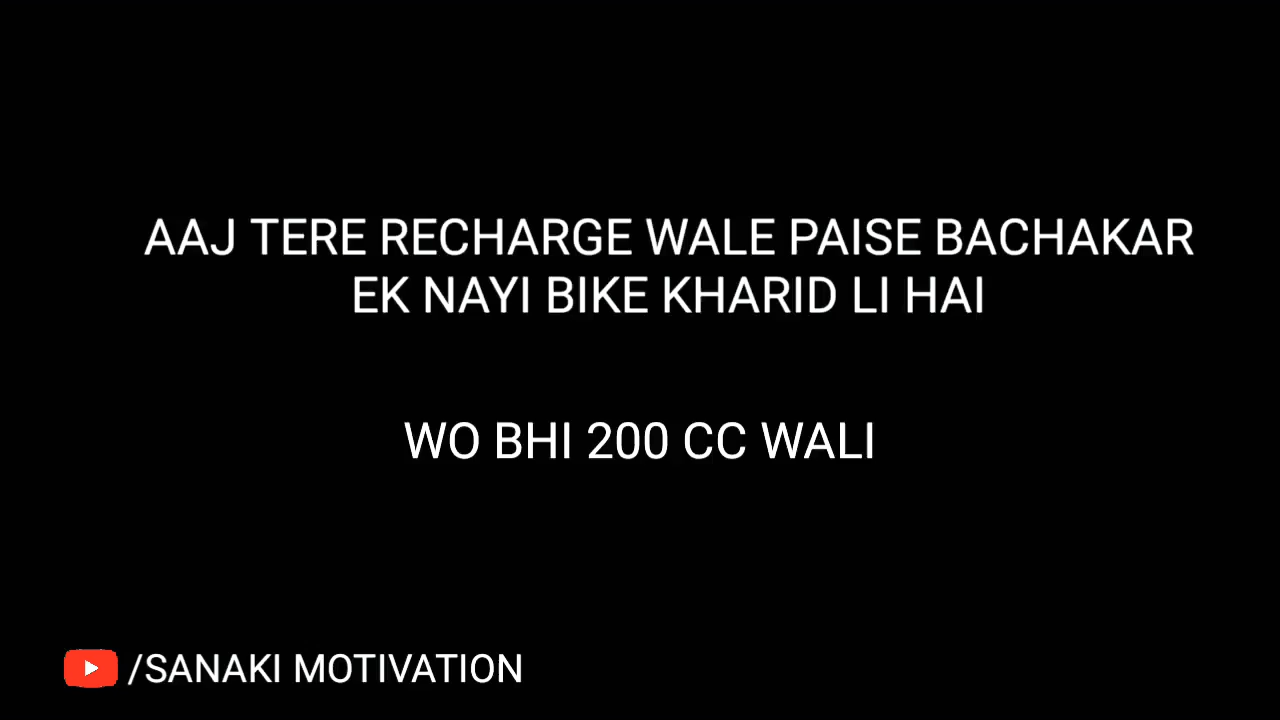 AAJ TERE RECHARGE WALE PAISE BACHAKAR
EK NAYI BIKE KHARID LI HAI
WO BHI 200 CC WALI
/SANAKI MOTIVATION